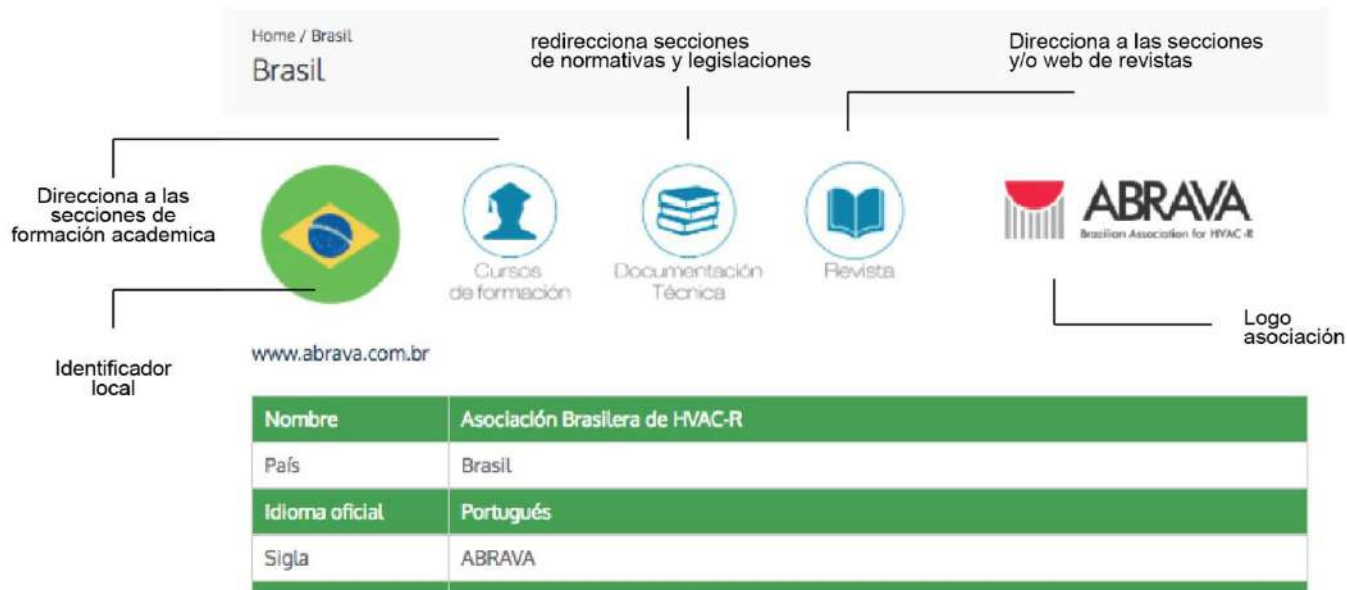 Home / Brasil
Brasil
redirecciona secciones
de normativas y legislaciones
Direcciona a las secciones
y/o web de revistas
Direcciona a las
secciones de
formación academica
Cursos
de formación
Documentación
Técnica
Revista
ABRAVA
Brazilian Association for HVAC-R
Logo
asociación
Identificador
local
www.abrava.com.br
Nombre Asociación Brasilera de HVAC-R
País Brasil
Idioma oficial Portugués
Sigla ABRAVA